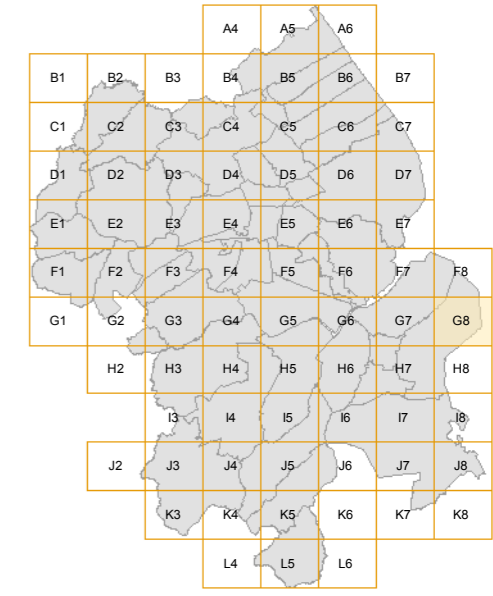 A4 A5 A6
B1 B2 B3 B4 B5 B6 B7
C1 C2 C3 C4 C5 C6 C7
D1 D2 D3 D4 D5 D6 D7
E1 E2 E3 E4 E5 E6 E7
F1 F2 F3 F4 F5 F6 F7 F8
G1 G2 G3 G4 G5 G6 G7 G8
H2 H3 H4 H5 H6 H7 H8
I3 I4 I5 I6 I7 I8
J2 J3 J4 J5 J6 J7 J8
K3 K4 K5 K6 K7 K8
L4 L5 L6